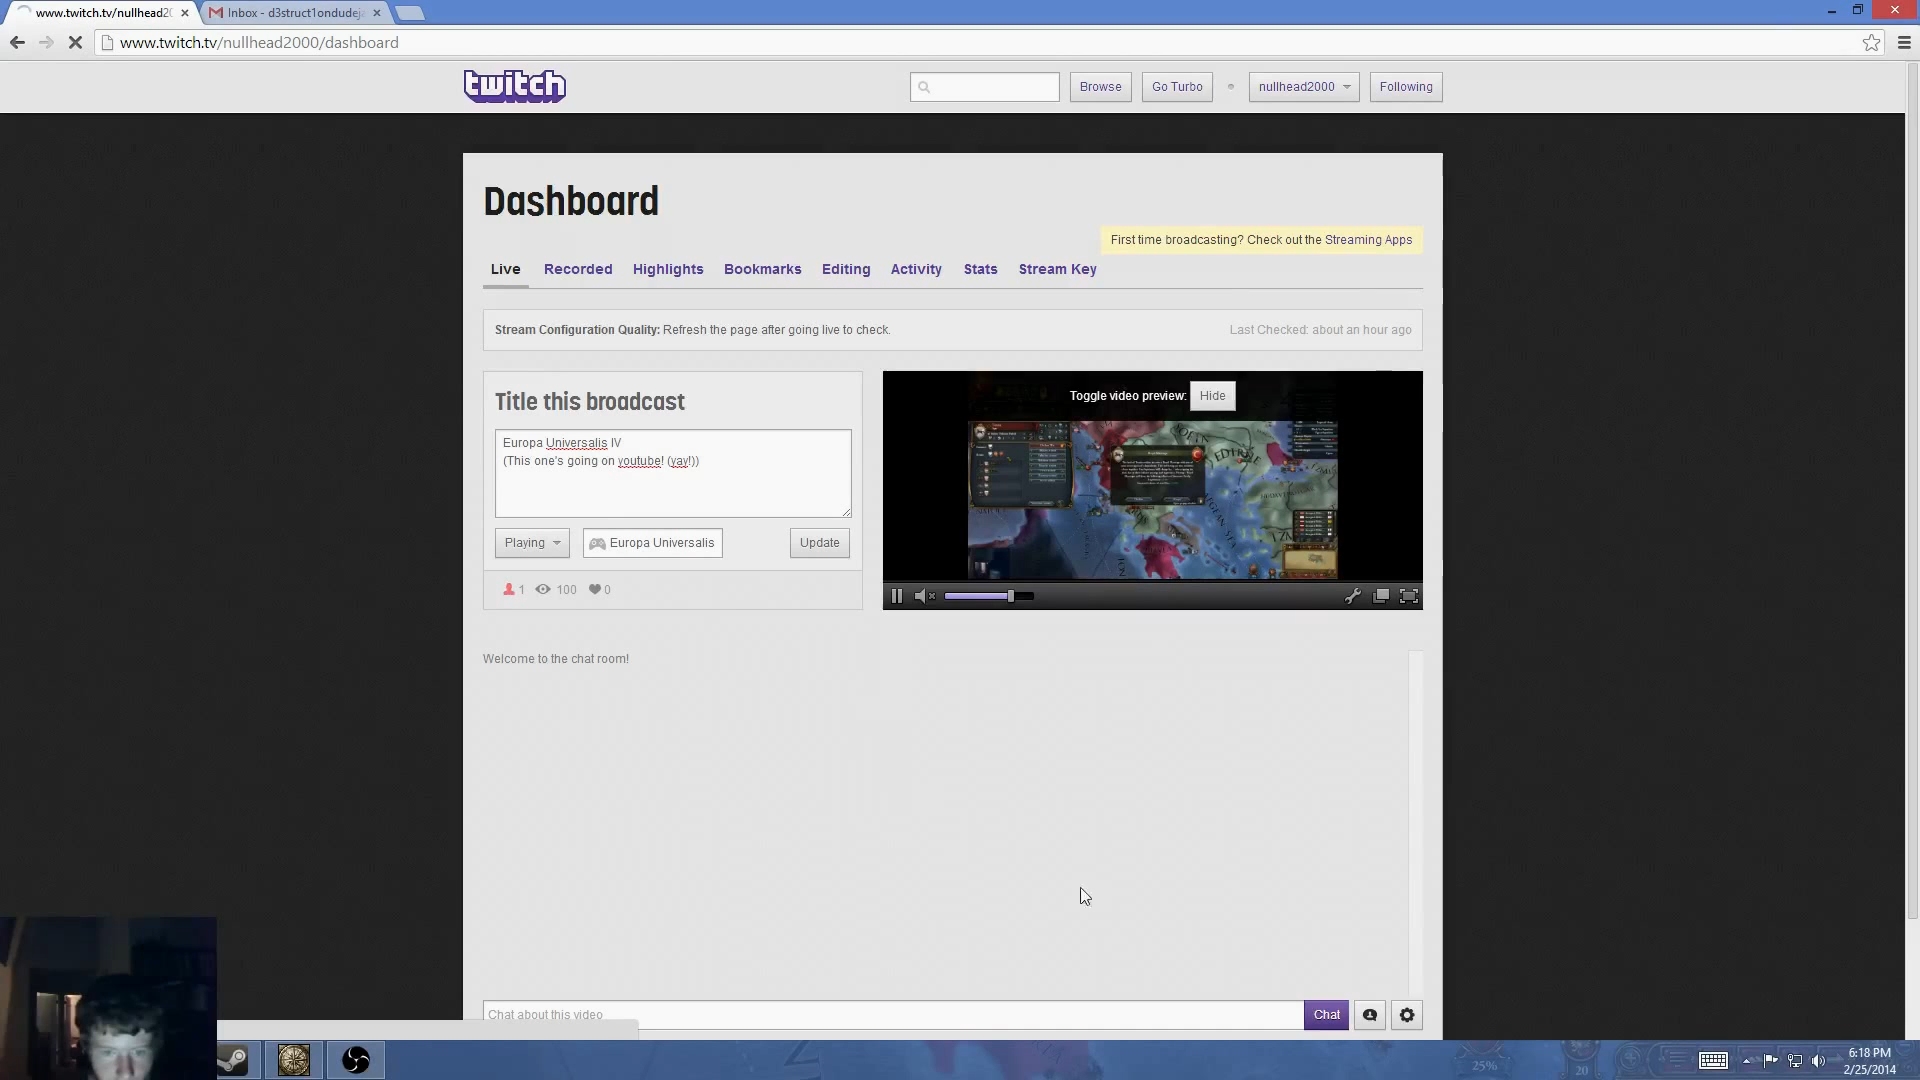 www.twitch.tv/nullhead20
Inbox - d3struct1ondudeja
www.twitch.tv/nullhead2000/dashboard
twitch
Browse
Go Turbo
nullhead2000
Following
Dashboard
First time broadcasting? Check out the Streaming Apps
Live
Recorded
Highlights
Bookmarks
Editing
Activity
Stats
Stream Key
Stream Configuration Quality: Refresh the page after going live to check.
Last Checked: about an hour ago
Title this broadcast
Toggle video preview: Hide
Europa Universalis IV
(This one's going on youtube! (yay!))
Playing
Europa Universalis
Update
1
100
0
Welcome to the chat room!
Chat about this video
Chat
25%
20
6:18 PM
2/25/2014